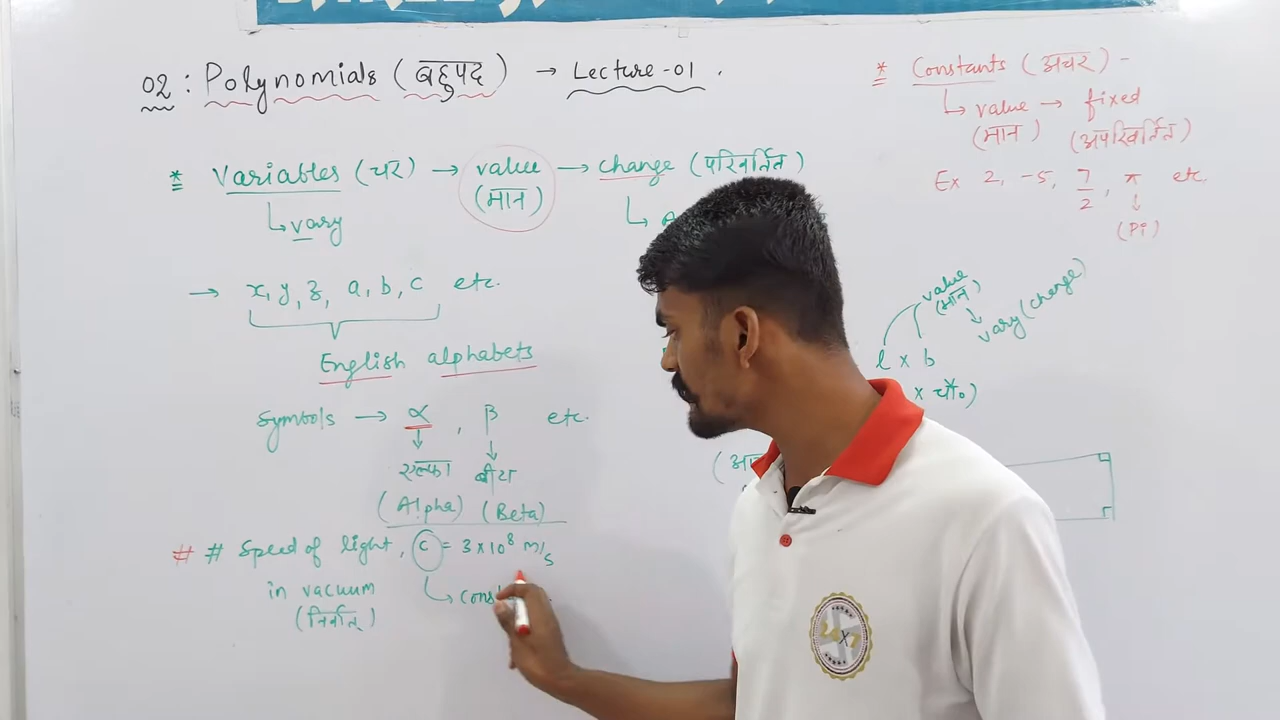 02 : Polynomials (बहुपद) → Lecture-01.
* Variables (चर) → value → change (परिवर्तित)
(मान)
↳ vary
→ x, y, z, a, b, c etc.
English alphabets
Symbols → α, β etc.
↓ ↓
एल्फा बीटा
(Alpha) (Beta)
# # Speed of light, c = 3×10⁸ m/s
in vacuum
(निर्वात)
* Constants (अचर) -
↳ value → fixed
(मान) (अपरिवर्तित)
Ex 2, -5, 7/2, π etc.
↓
(Pi)
value
(मान)
↘ vary (change)
l × b
× चौ०)
24x7